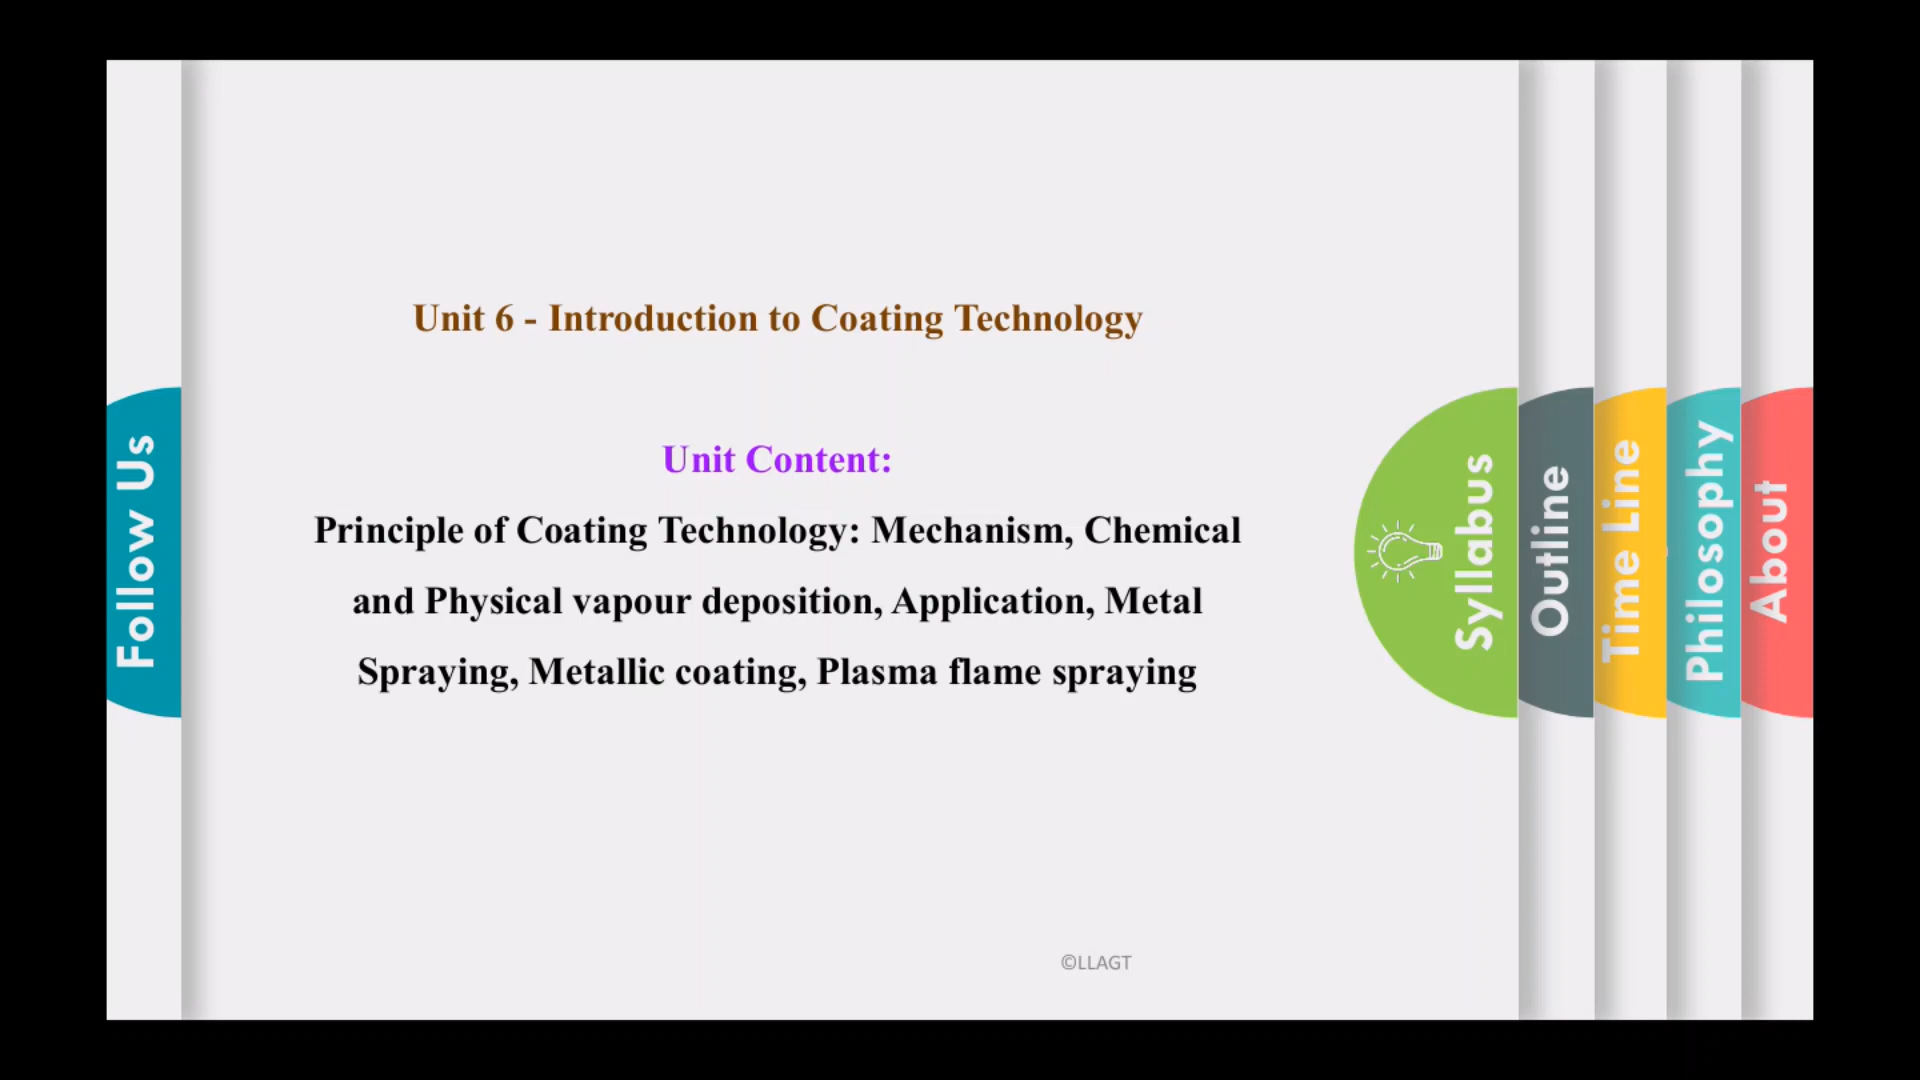 Unit 6 - Introduction to Coating Technology
Unit Content:
Principle of Coating Technology: Mechanism, Chemical
and Physical vapour deposition, Application, Metal
Spraying, Metallic coating, Plasma flame spraying
©LLAGT
Follow Us
Syllabus
Outline
Time Line
Philosophy
About